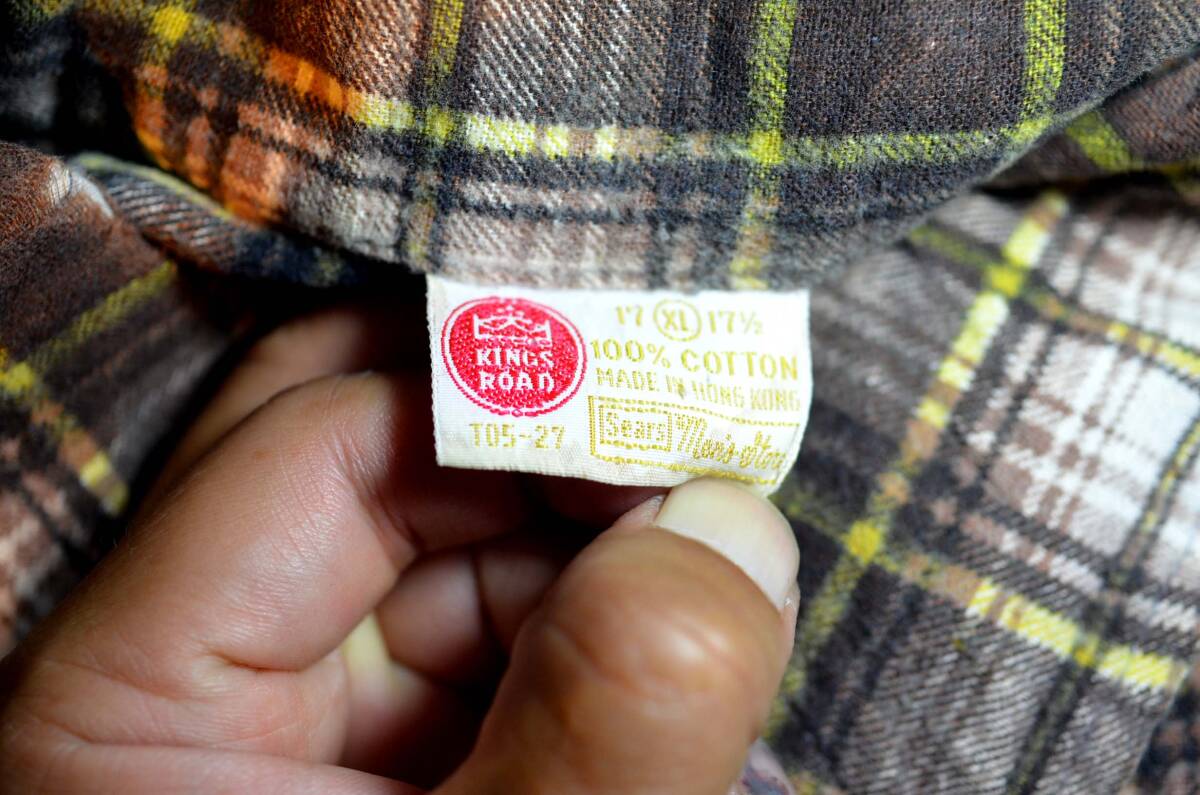 KINGS
ROAD
T05-27
17 XL 17½
100% COTTON
MADE IN HONG KONG
Sears Men's Store